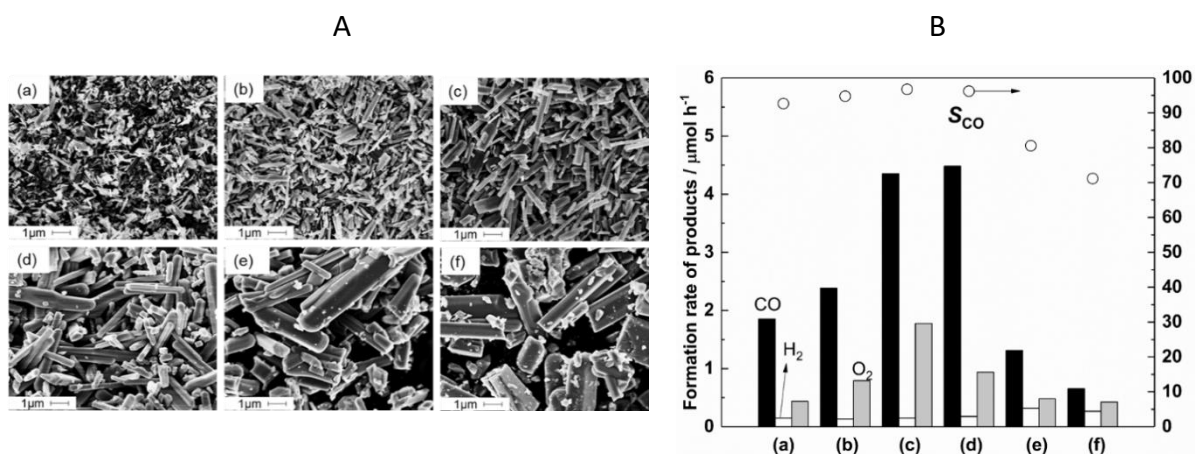 A
B
(a)
(b)
(c)
1µm
1µm
1µm
(d)
(e)
(f)
1µm
1µm
1µm
Formation rate of products / µmol h⁻¹
6
5
4
3
2
1
0
100
90
80
70
60
50
40
30
20
10
0
S_CO
CO
H₂
O₂
(a) (b) (c) (d) (e) (f)